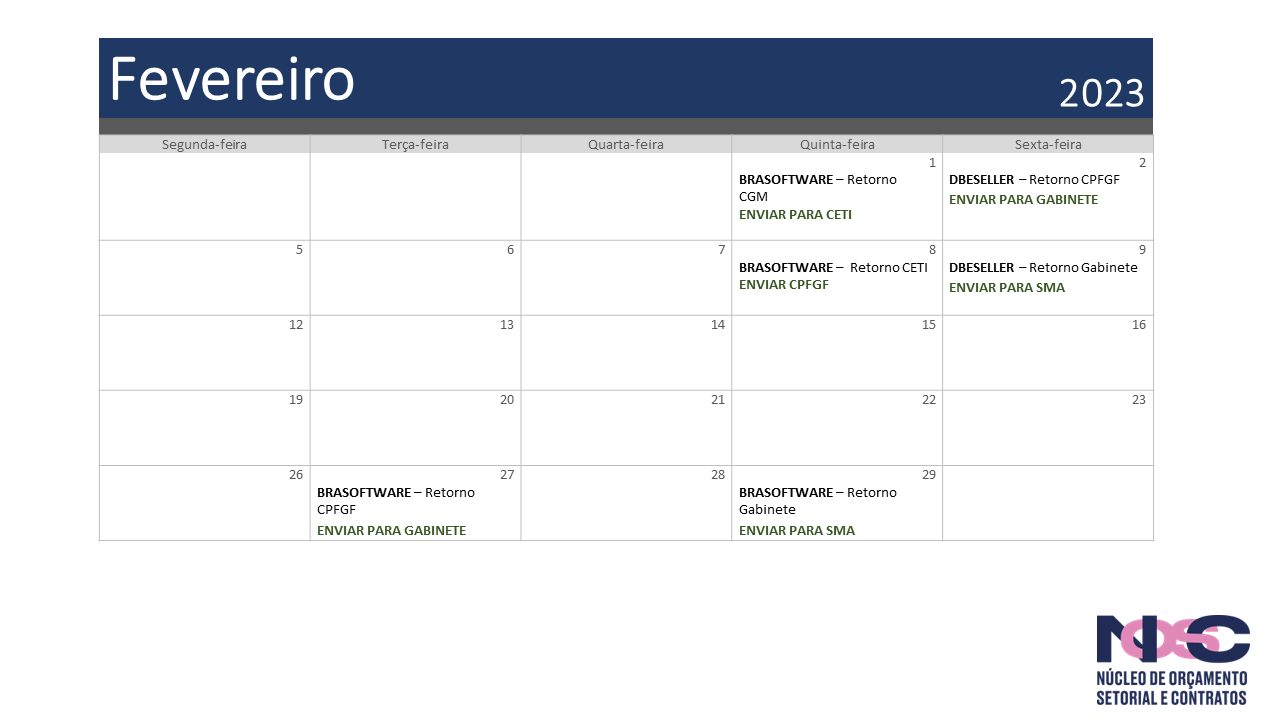 Fevereiro
2023
Segunda-feira
Terça-feira
Quarta-feira
Quinta-feira
Sexta-feira
1
BRASOFTWARE – Retorno
CGM
ENVIAR PARA CETI
2
DBESELLER – Retorno CPFGF
ENVIAR PARA GABINETE
5
6
7
8
BRASOFTWARE – Retorno CETI
ENVIAR CPFGF
9
DBESELLER – Retorno Gabinete
ENVIAR PARA SMA
12
13
14
15
16
19
20
21
22
23
26
27
BRASOFTWARE – Retorno
CPFGF
ENVIAR PARA GABINETE
28
29
BRASOFTWARE – Retorno
Gabinete
ENVIAR PARA SMA
NOSC
NÚCLEO DE ORÇAMENTO
SETORIAL E CONTRATOS